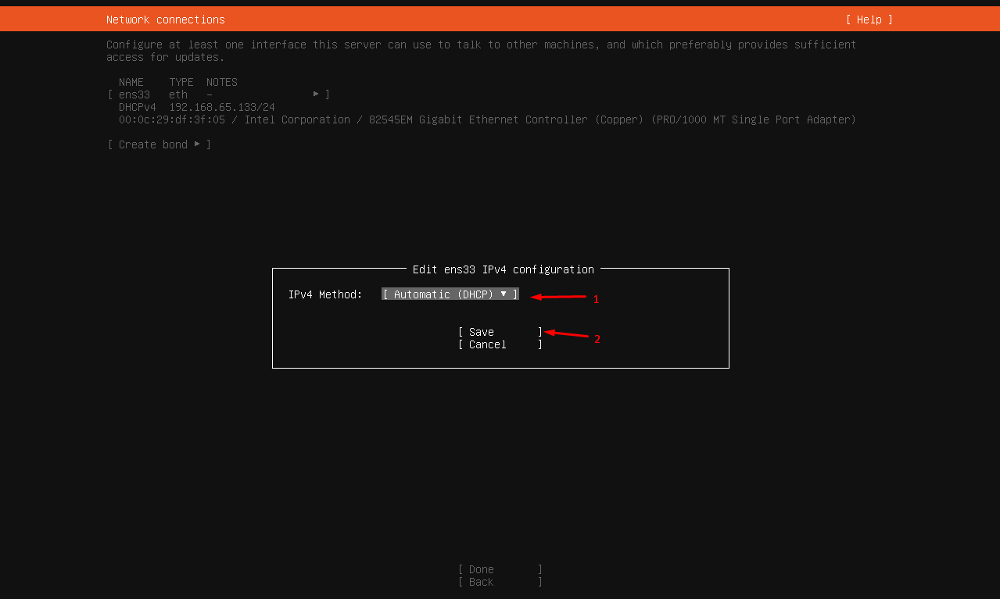 Network connections [ Help ]
Configure at least one interface this server can use to talk to other machines, and which preferably provides sufficient
access for updates.
NAME TYPE NOTES
[ ens33 eth - ▸ ]
DHCPv4 192.168.65.133/24
00:0c:29:df:3f:05 / Intel Corporation / 82545EM Gigabit Ethernet Controller (Copper) (PRO/1000 MT Single Port Adapter)
[ Create bond ▸ ]
Edit ens33 IPv4 configuration
IPv4 Method: [ Automatic (DHCP) ▾ ] 1
[ Save ] 2
[ Cancel ]
[ Done ]
[ Back ]